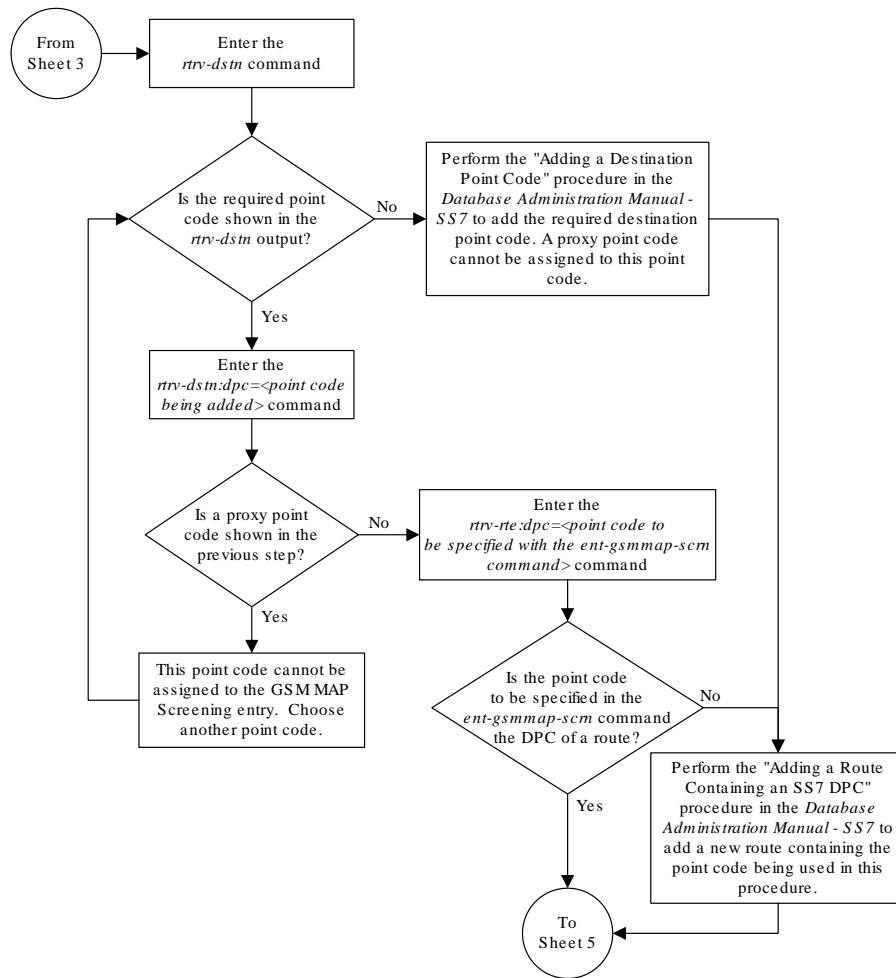 From
Sheet 3
Enter the
rtrv-dstn command
Is the required point
code shown in the
rtrv-dstn output?
No
Perform the "Adding a Destination
Point Code" procedure in the
Database Administration Manual -
SS7 to add the required destination
point code. A proxy point code
cannot be assigned to this point
code.
Yes
Enter the
rtrv-dstn:dpc=<point code
being added> command
Is a proxy point
code shown in the
previous step?
No
Enter the
rtrv-rte:dpc=<point code to
be specified with the ent-gsmmap-scrn
command> command
Yes
This point code cannot be
assigned to the GSM MAP
Screening entry. Choose
another point code.
Is the point code
to be specified in the
ent-gsmmap-scrn command
the DPC of a route?
No
Perform the "Adding a Route
Containing an SS7 DPC"
procedure in the Database
Administration Manual - SS7 to
add a new route containing the
point code being used in this
procedure.
Yes
To
Sheet 5